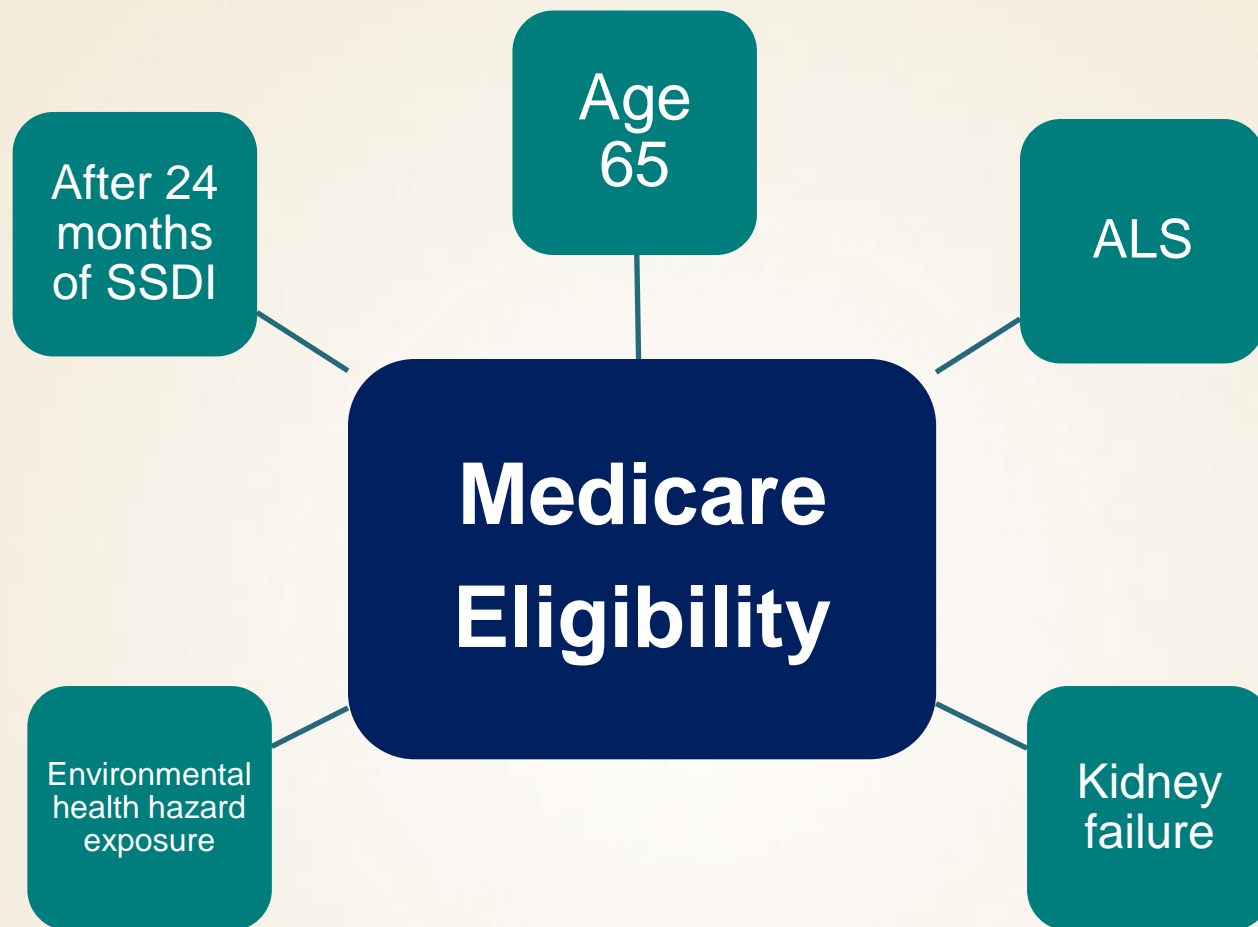 Age
65
After 24
months
of SSDI
ALS
Medicare
Eligibility
Environmental
health hazard
exposure
Kidney
failure